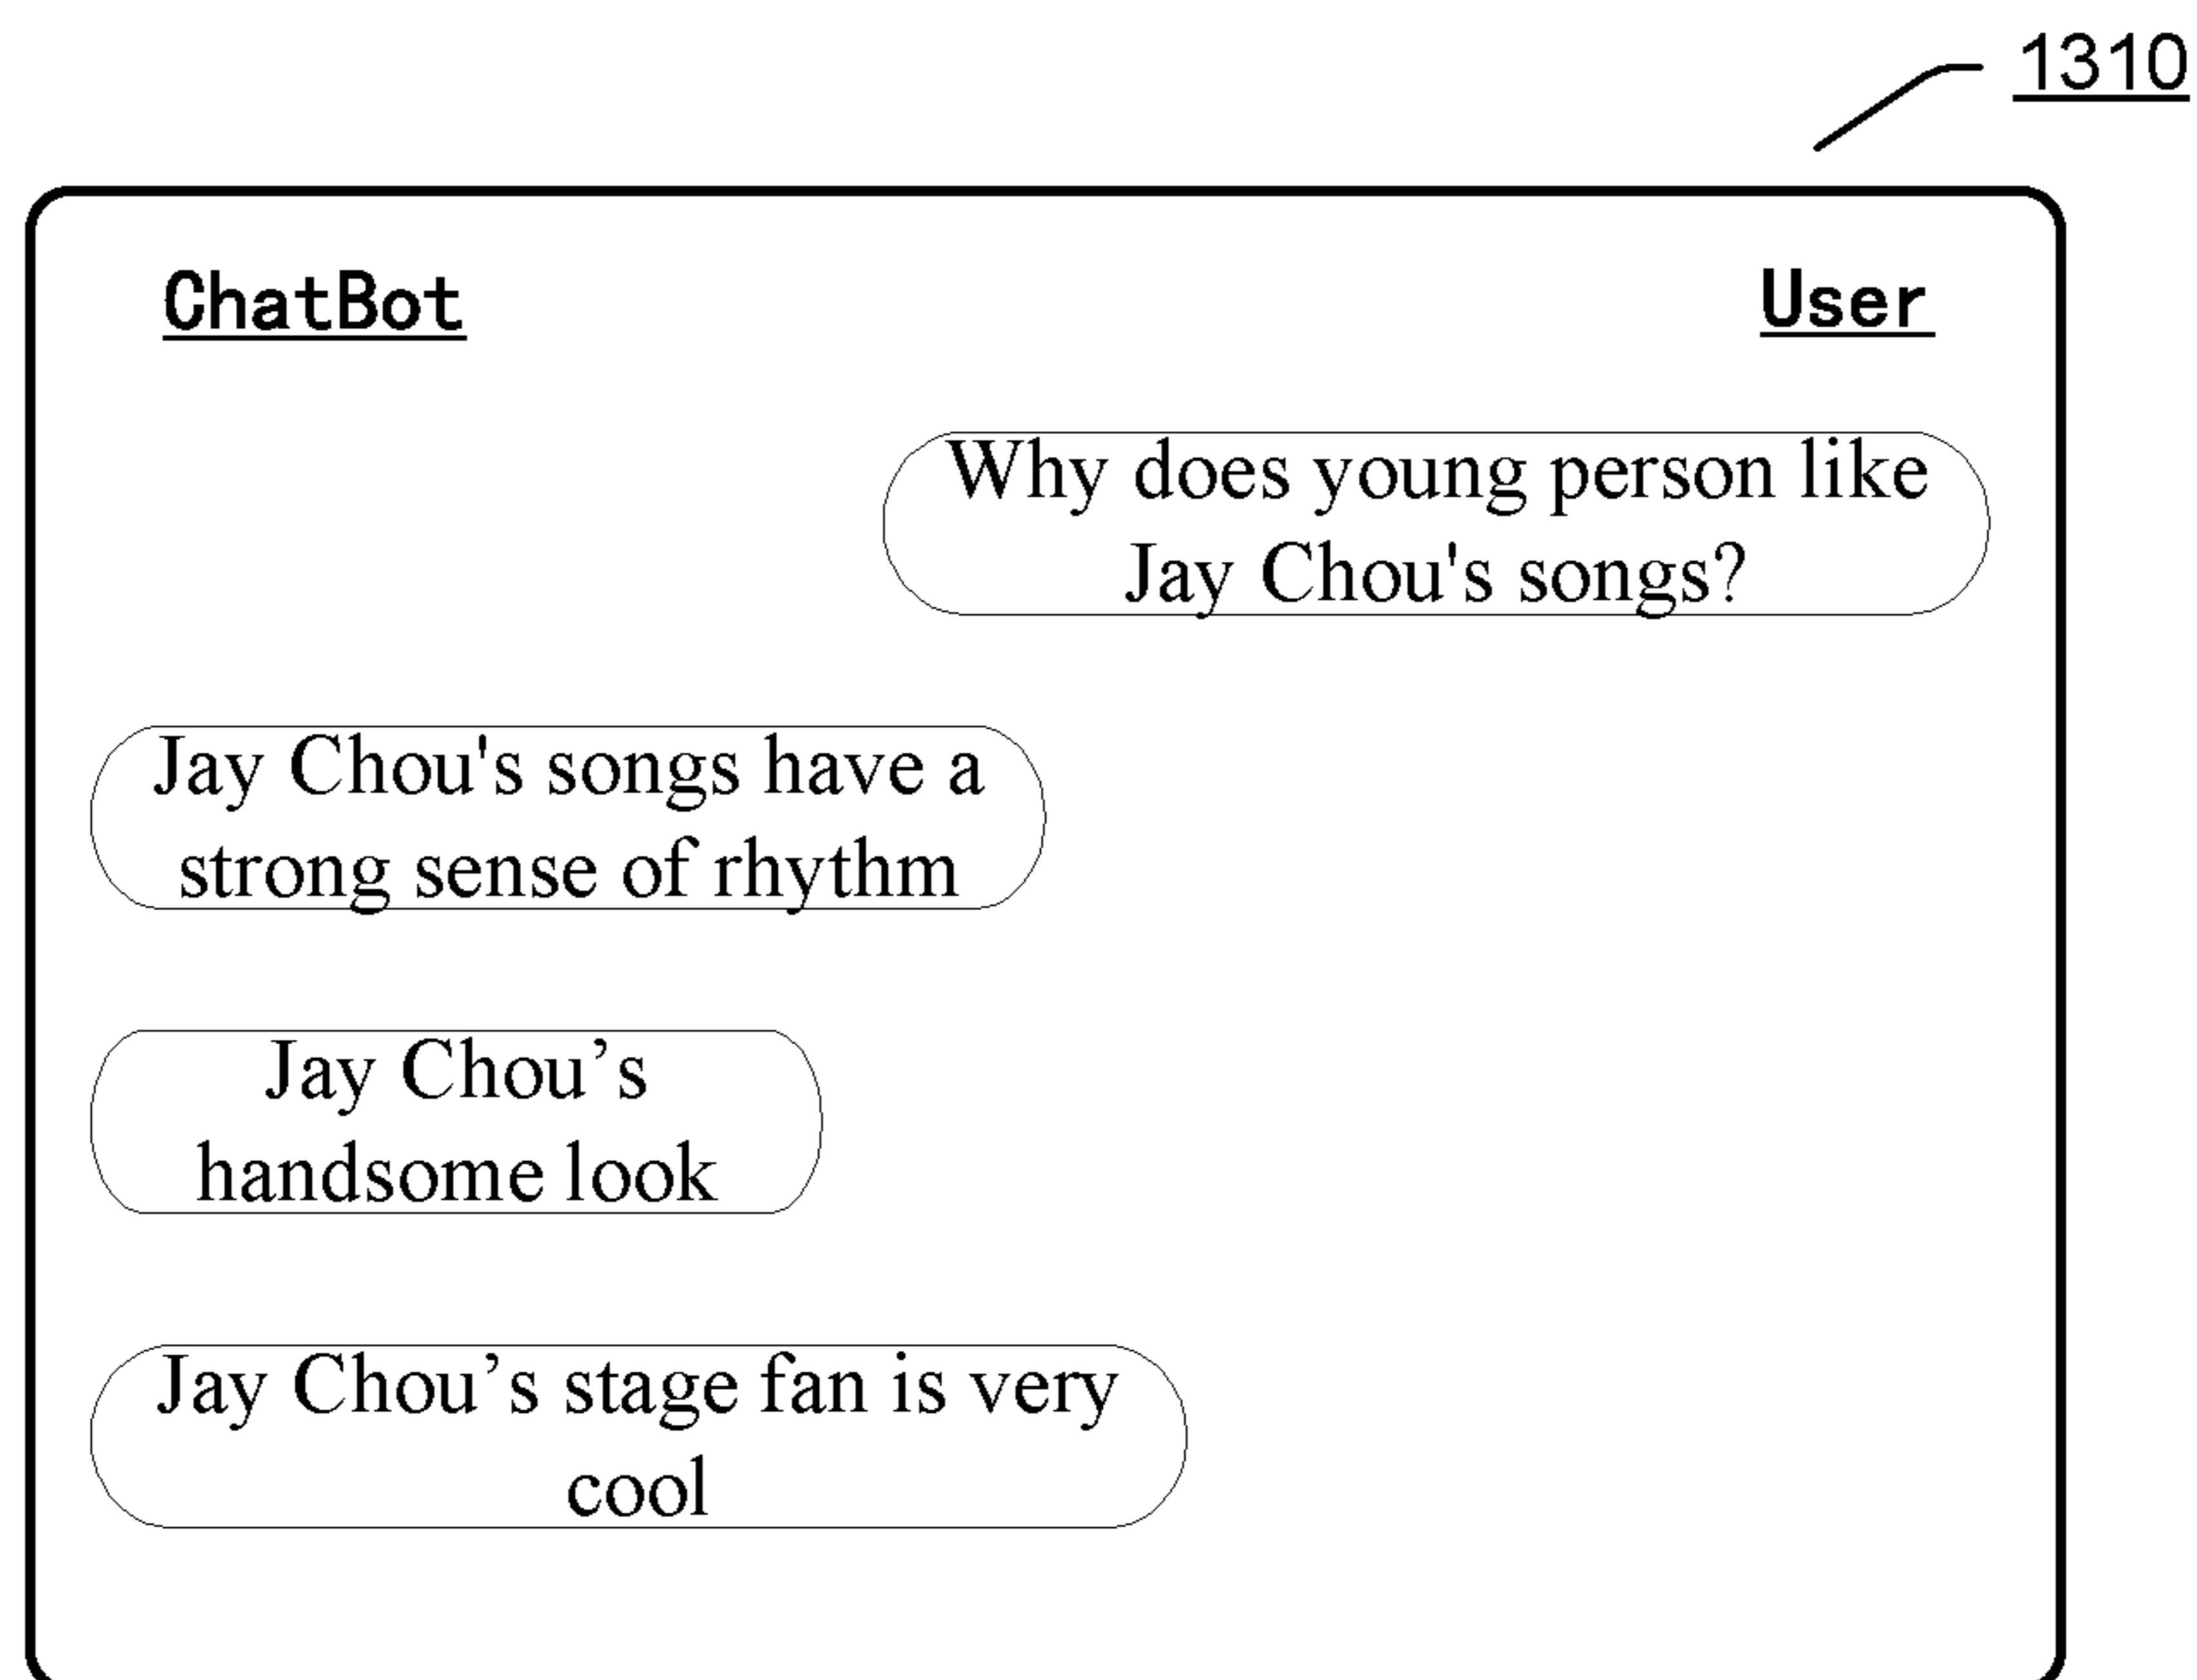 1310
ChatBot
User
Why does young person like
Jay Chou's songs?
Jay Chou's songs have a
strong sense of rhythm
Jay Chou’s
handsome look
Jay Chou’s stage fan is very
cool